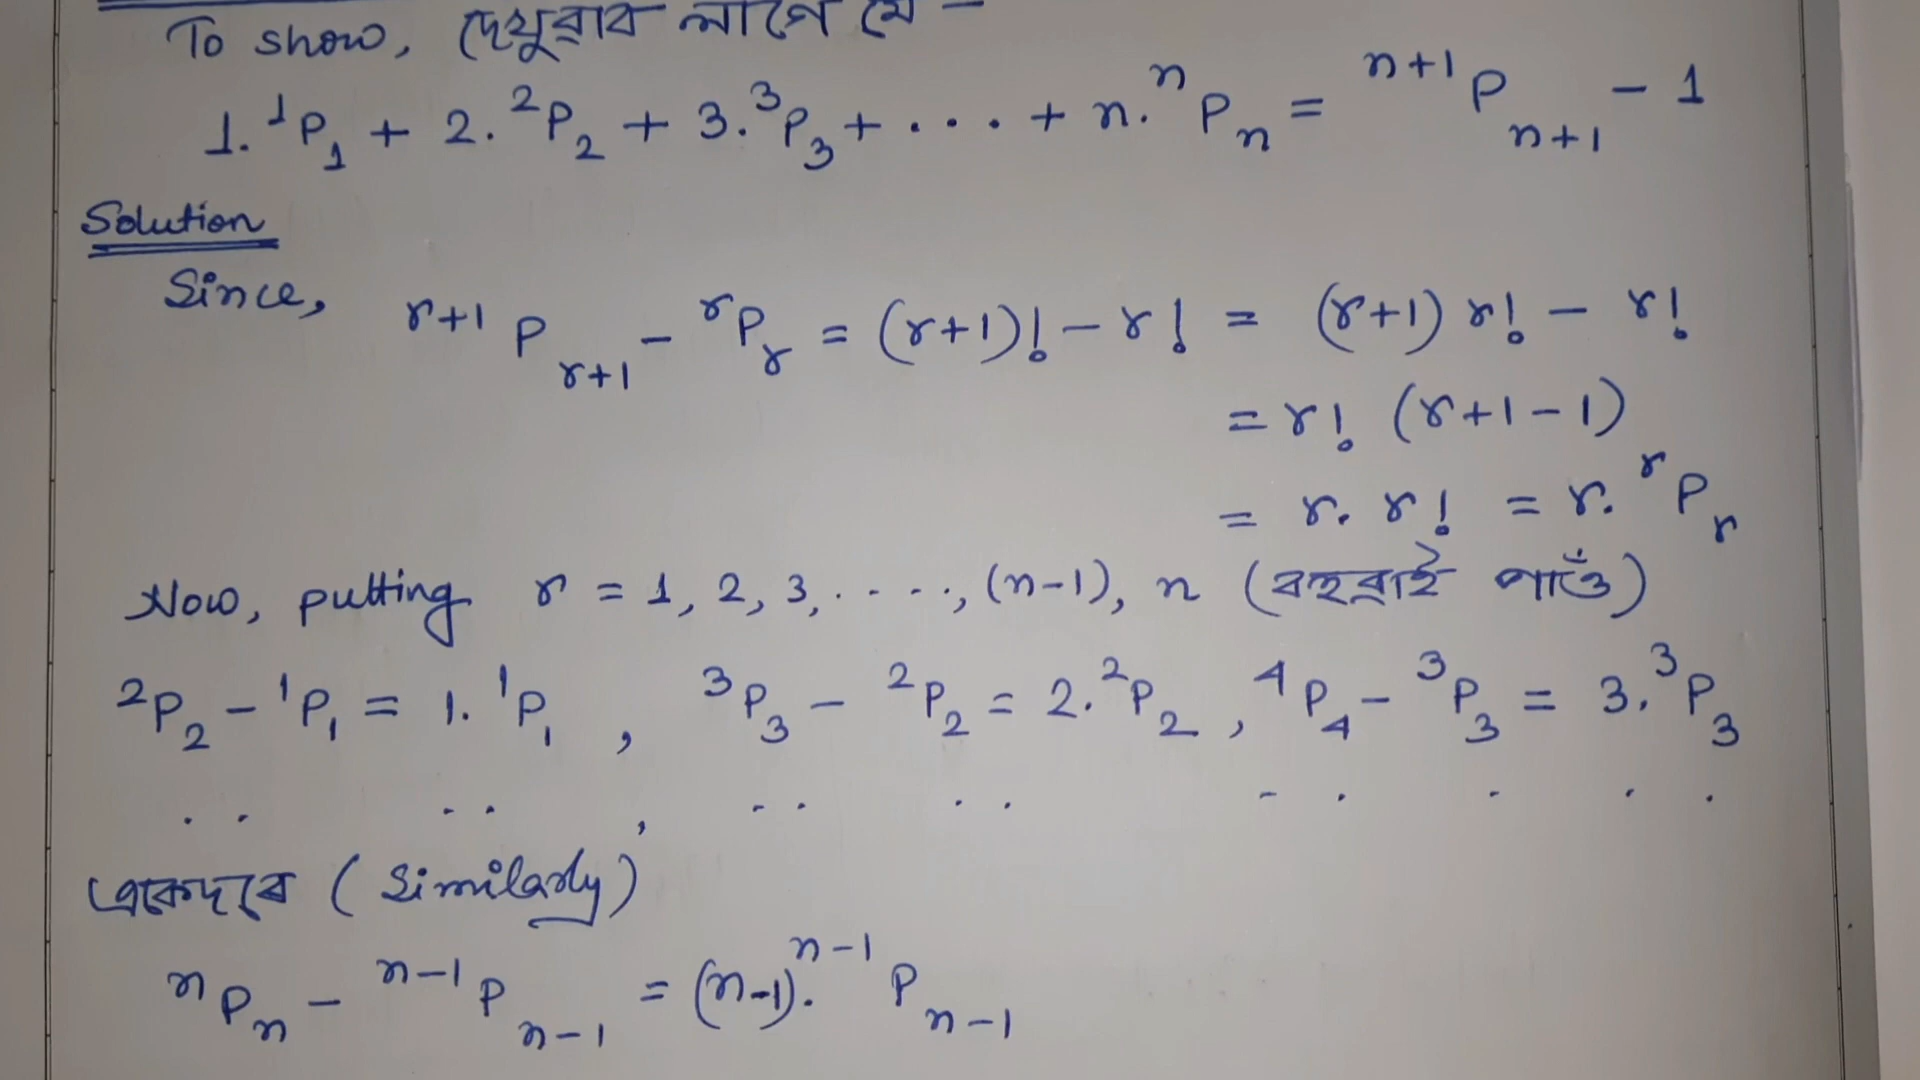 To show, দেখুৱাব লাগে যে -
1. ¹P₁ + 2. ²P₂ + 3. ³P₃ + .... + n. ⁿPₙ = ⁿ⁺¹Pₙ₊₁ - 1
Solution
Since, ʳ⁺¹Pᵣ₊₁ - ʳPᵣ = (r+1)! - r! = (r+1) r! - r!
= r! (r+1-1)
= r. r! = r. ʳPᵣ
Now, putting r = 1, 2, 3, ....., (n-1), n (বহুৱাই পাওঁ)
²P₂ - ¹P₁ = 1. ¹P₁ , ³P₃ - ²P₂ = 2. ²P₂ , ⁴P₄ - ³P₃ = 3. ³P₃
. . . . , . . . . - . . . .
একেদৰে (Similarly)
ⁿPₙ - ⁿ⁻¹Pₙ₋₁ = (n-1). ⁿ⁻¹Pₙ₋₁